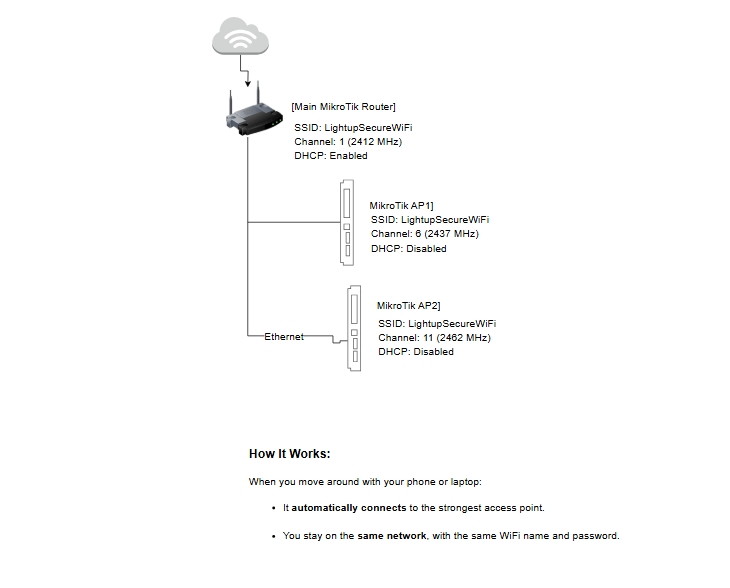 [Main MikroTik Router]
SSID: LightupSecureWiFi
Channel: 1 (2412 MHz)
DHCP: Enabled
MikroTik AP1]
SSID: LightupSecureWiFi
Channel: 6 (2437 MHz)
DHCP: Disabled
MikroTik AP2]
SSID: LightupSecureWiFi
Channel: 11 (2462 MHz)
DHCP: Disabled
Ethernet
How It Works:
When you move around with your phone or laptop:
• It automatically connects to the strongest access point.
• You stay on the same network, with the same WiFi name and password.